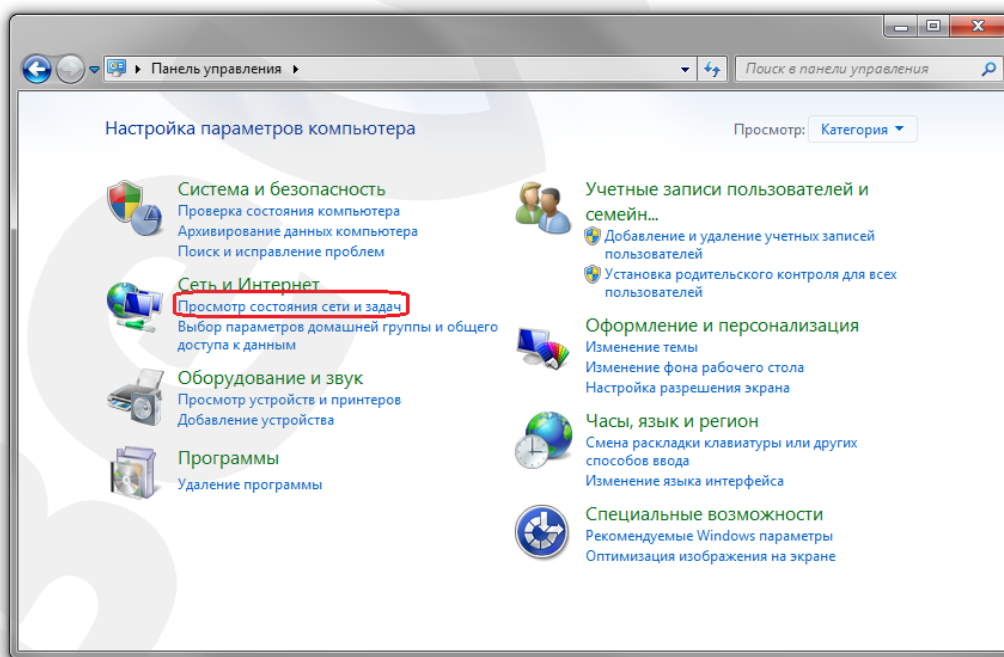 Панель управления
Поиск в панели управления
Настройка параметров компьютера
Просмотр: Категория
Система и безопасность
Проверка состояния компьютера
Архивирование данных компьютера
Поиск и исправление проблем
Сеть и Интернет
Просмотр состояния сети и задач
Выбор параметров домашней группы и общего
доступа к данным
Оборудование и звук
Просмотр устройств и принтеров
Добавление устройства
Программы
Удаление программы
Учетные записи пользователей и
семейн...
Добавление и удаление учетных записей
пользователей
Установка родительского контроля для всех
пользователей
Оформление и персонализация
Изменение темы
Изменение фона рабочего стола
Настройка разрешения экрана
Часы, язык и регион
Смена раскладки клавиатуры или других
способов ввода
Изменение языка интерфейса
Специальные возможности
Рекомендуемые Windows параметры
Оптимизация изображения на экране